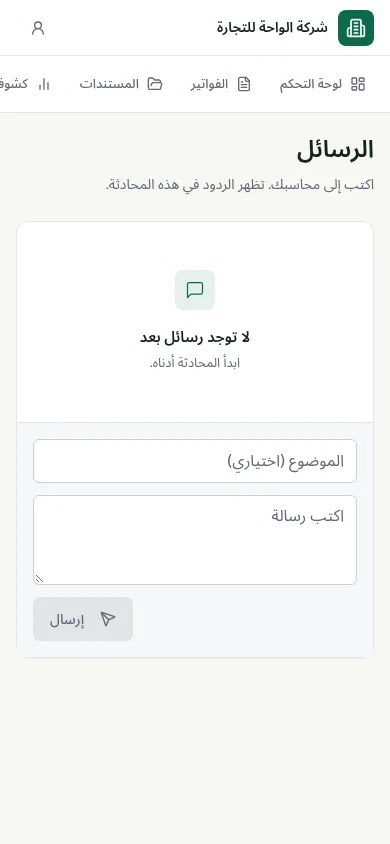 شركة الواحة للتجارة
لوحة التحكم
الفواتير
المستندات
الرسائل
اكتب إلى محاسبك. تظهر الردود في هذه المحادثة.
لا توجد رسائل بعد
ابدأ المحادثة أدناه.
الموضوع (اختياري)
اكتب رسالة
إرسال